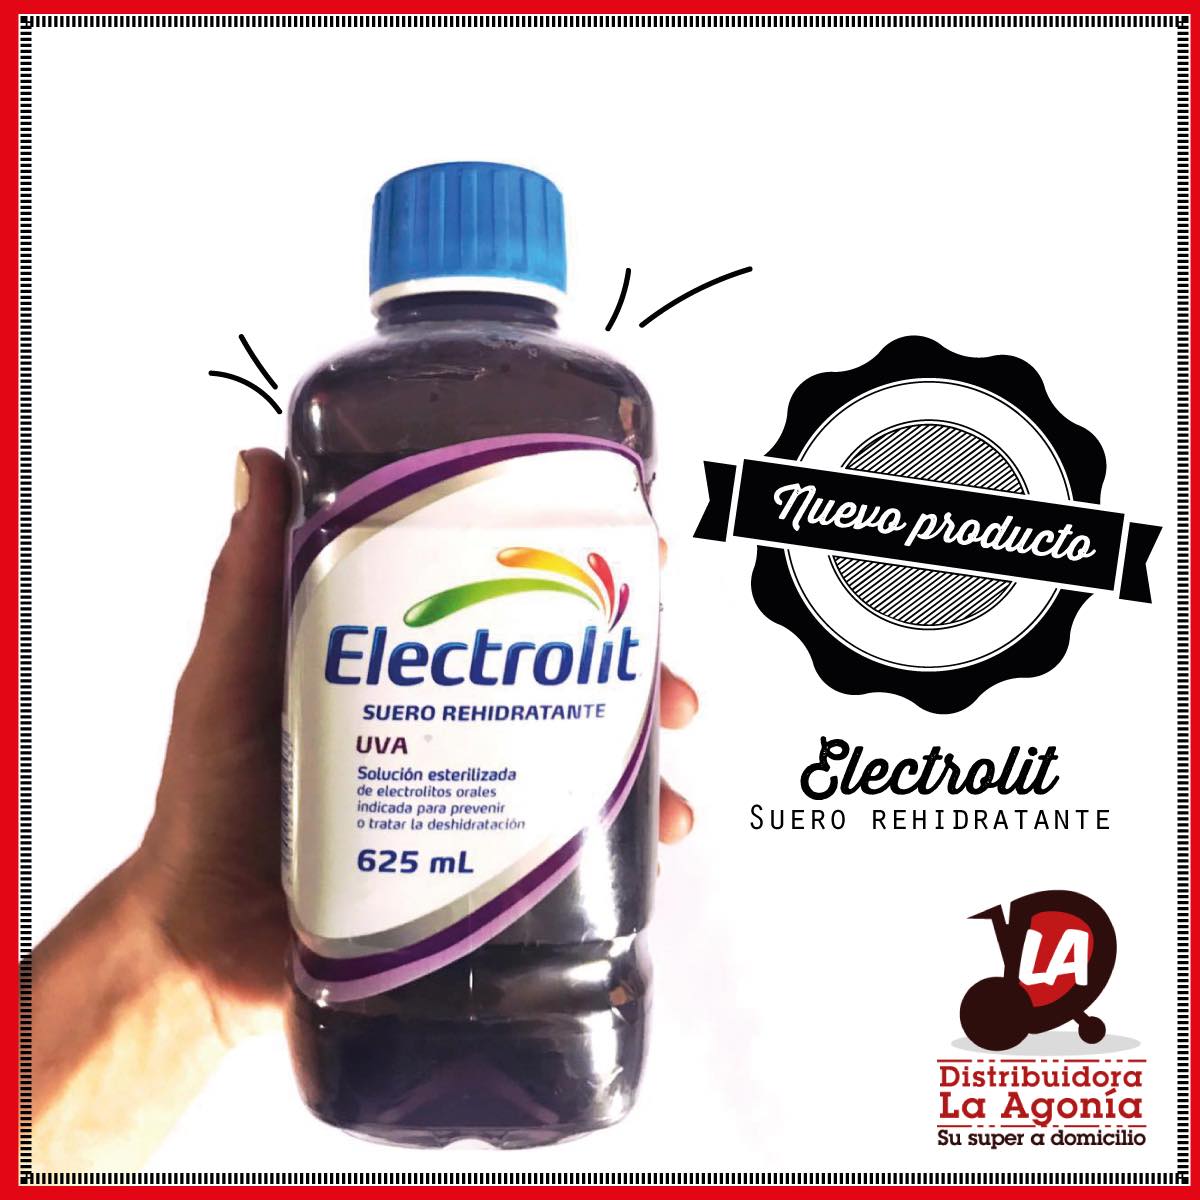 Electrolit
SUERO REHIDRATANTE
UVA
Solución esterilizada
de electrolitos orales
indicada para prevenir
o tratar la deshidratación
625 mL
Nuevo producto
Electrolit
SUERO REHIDRATANTE
LA
Distribuidora
La Agonía
Su super a domicilio